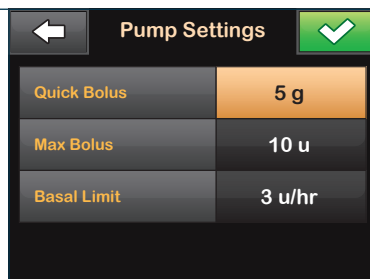 Pump Settings
Quick Bolus 5 g
Max Bolus 10 u
Basal Limit 3 u/hr